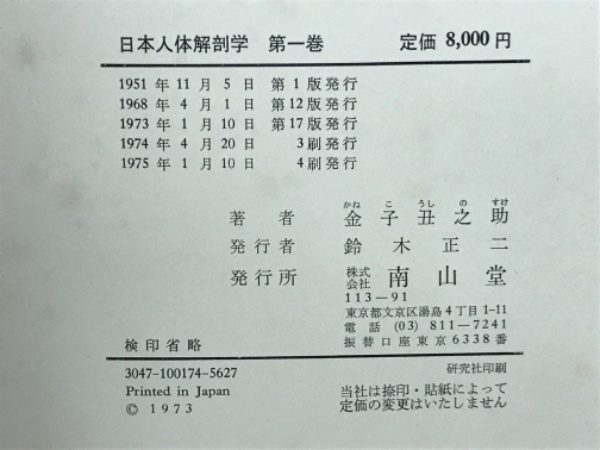 日本人体解剖学 第一巻 定価 8,000 円
1951 年 11 月 5 日 第 1 版発行
1968 年 4 月 1 日 第12版発行
1973 年 1 月 10 日 第17版発行
1974 年 4 月 20 日 3 刷発行
1975 年 1 月 10 日 4 刷発行
かね こ うし の すけ
著者 金子丑之助
発行者 鈴木正二
発行所 株式会社 南山堂
113―91
東京都文京区湯島4丁目1-11
電話 (03) 811―7241
振替口座東京6338番
検印省略
3047-100174-5627 研究社印刷
Printed in Japan 当社は捺印・貼紙によって
© 1973 定価の変更はいたしません